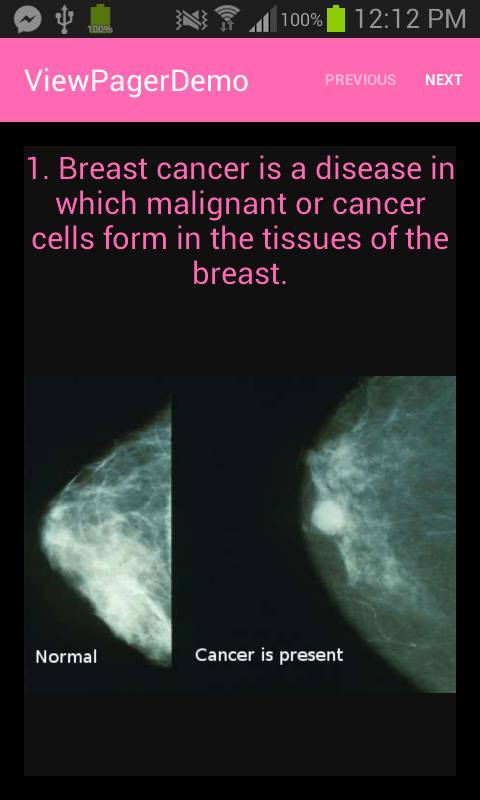 100% 100% 12:12 PM
ViewPagerDemo PREVIOUS NEXT
1. Breast cancer is a disease in
which malignant or cancer
cells form in the tissues of the
breast.
Normal Cancer is present